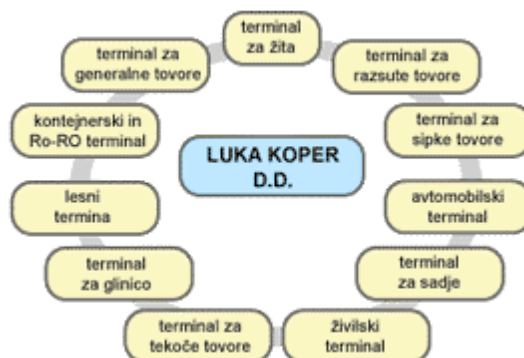 terminal
za žita
terminal za
generalne tovore
terminal za
razsute tovore
kontejnerski in
Ro-RO terminal
terminal za
sipke tovore
LUKA KOPER
D.D.
lesni
termina
avtomobilski
terminal
terminal
za glinico
terminal
za sadje
terminal za
tekoče tovore
živilski
terminal